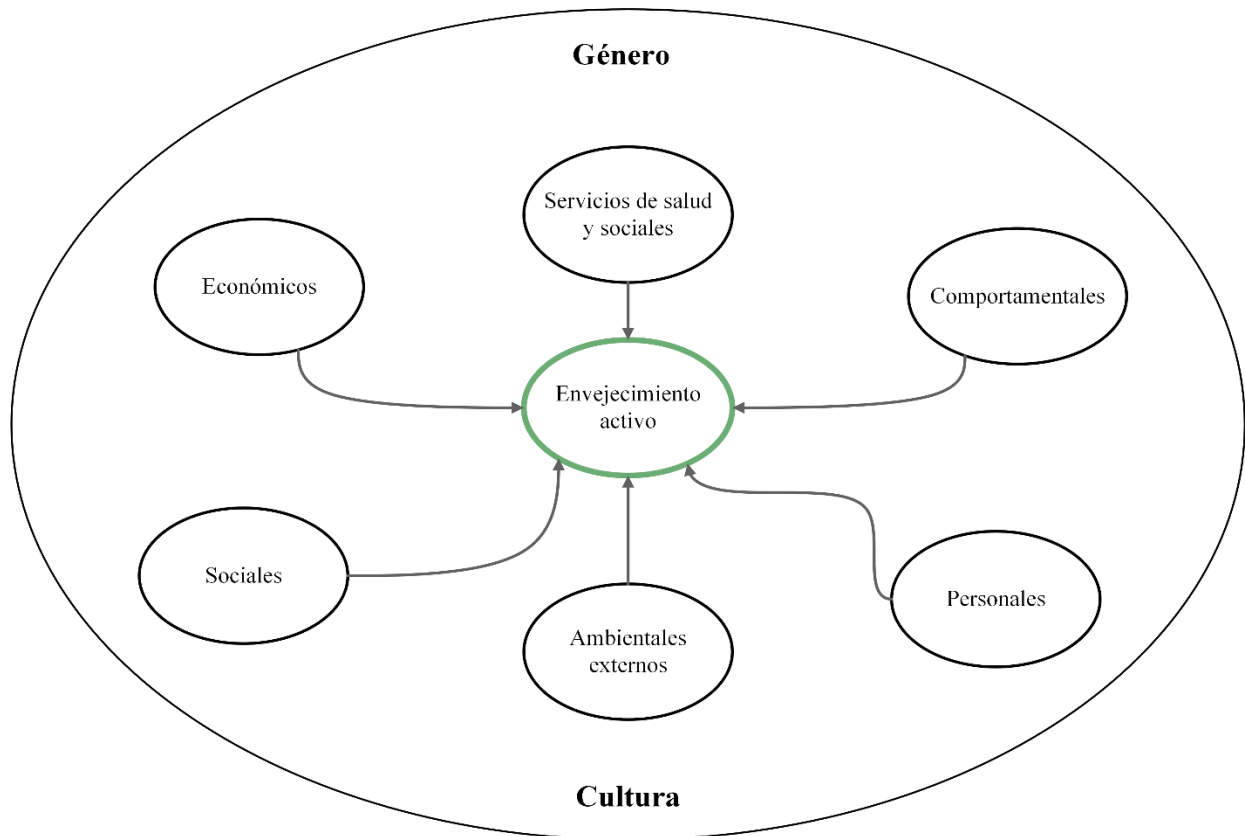 Género
Servicios de salud
y sociales
Económicos
Comportamentales
Envejecimiento
activo
Sociales
Personales
Ambientales
externos
Cultura